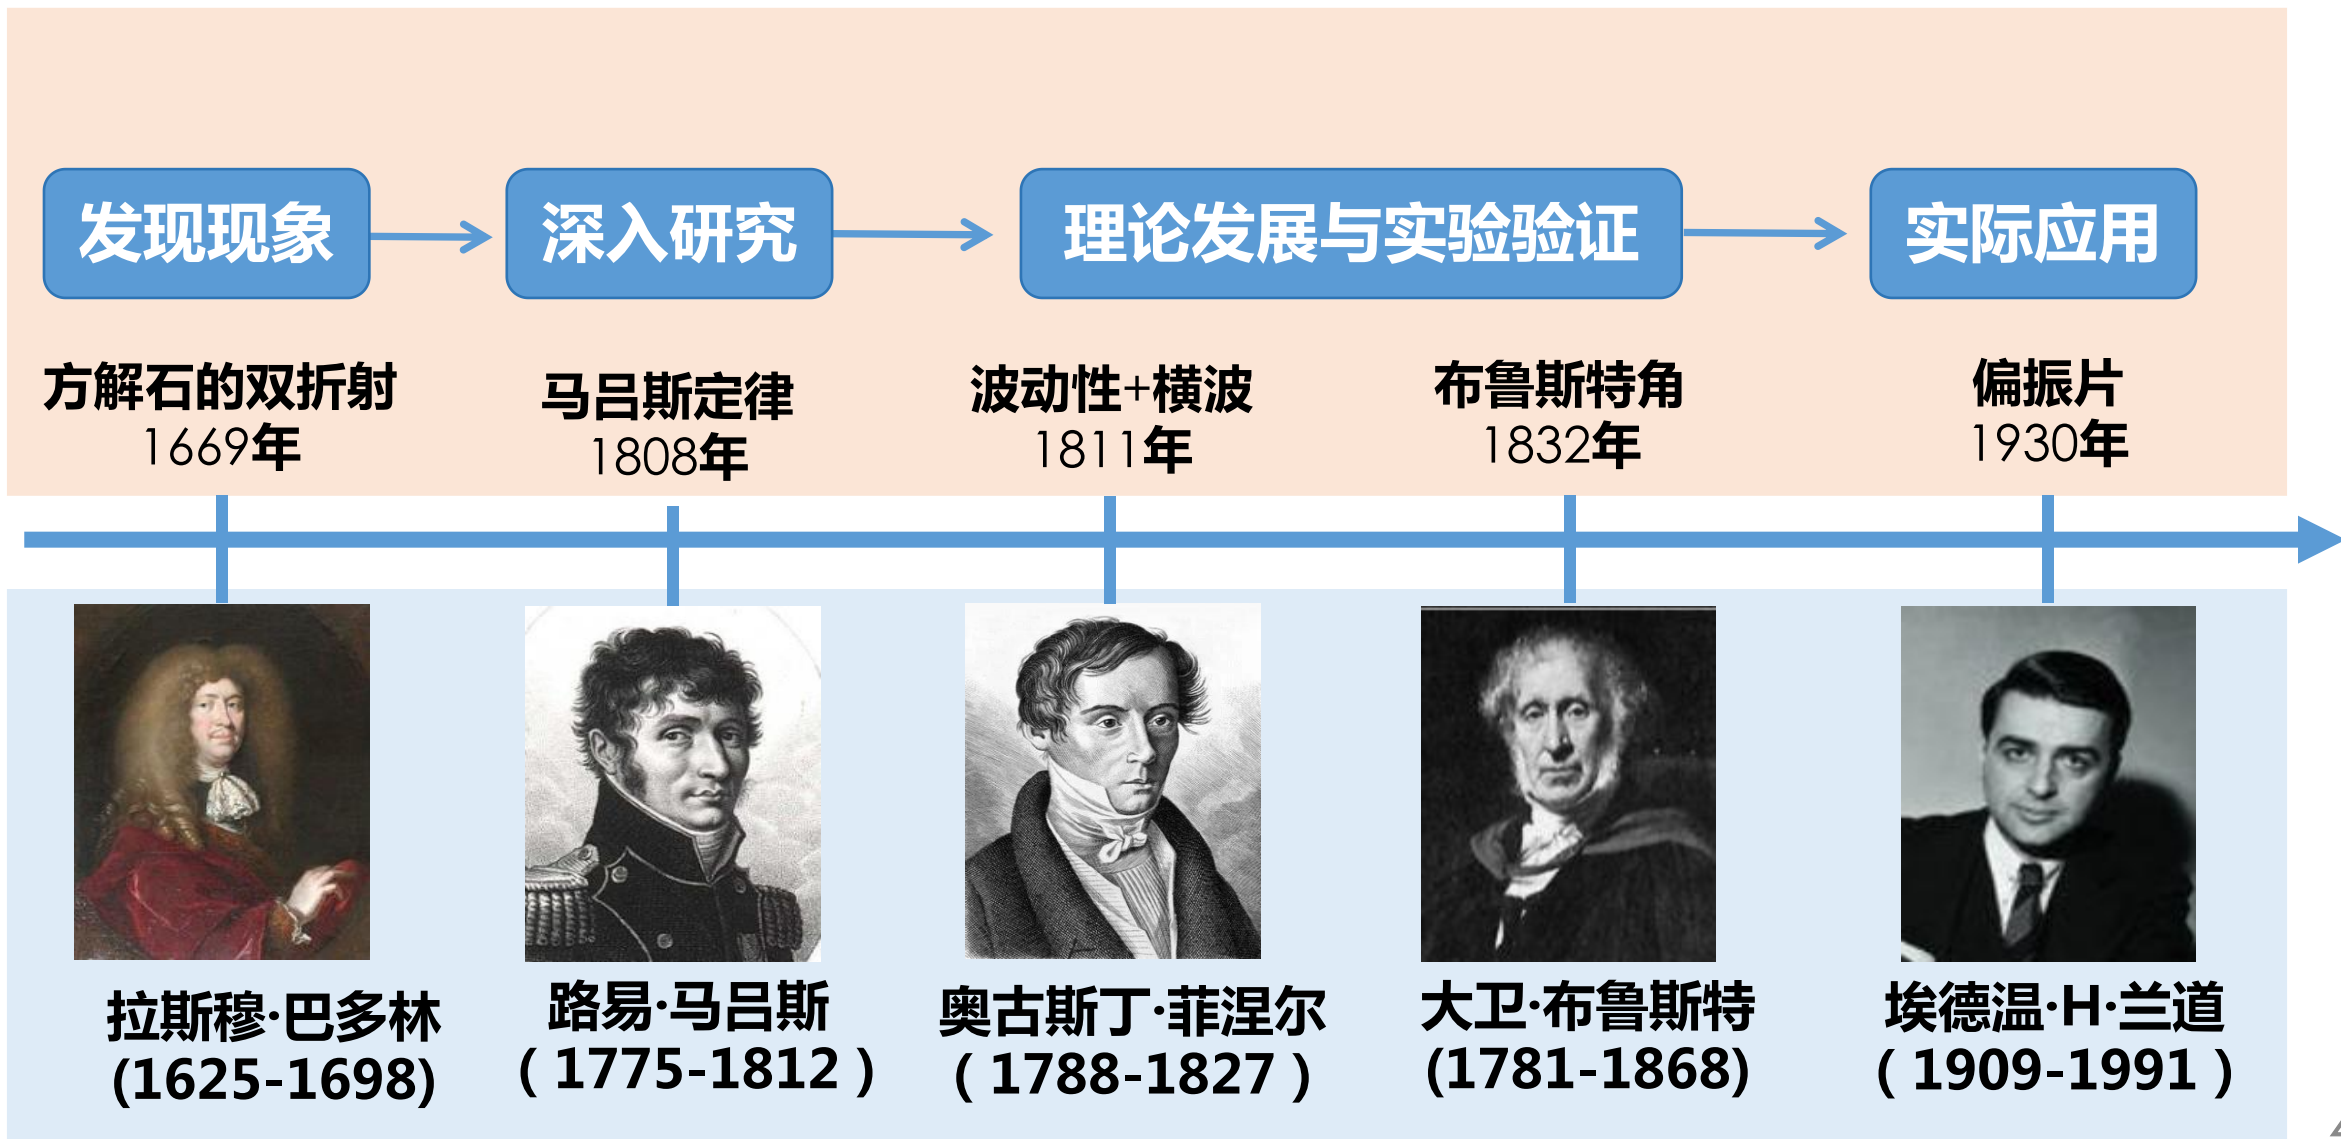 发现现象
深入研究
理论发展与实验验证
实际应用
方解石的双折射
1669年
马吕斯定律
1808年
波动性+横波
1811年
布鲁斯特角
1832年
偏振片
1930年
拉斯穆·巴多林
(1625-1698)
路易·马吕斯
（1775-1812）
奥古斯丁·菲涅尔
（1788-1827）
大卫·布鲁斯特
(1781-1868)
埃德温·H·兰道
（1909-1991）